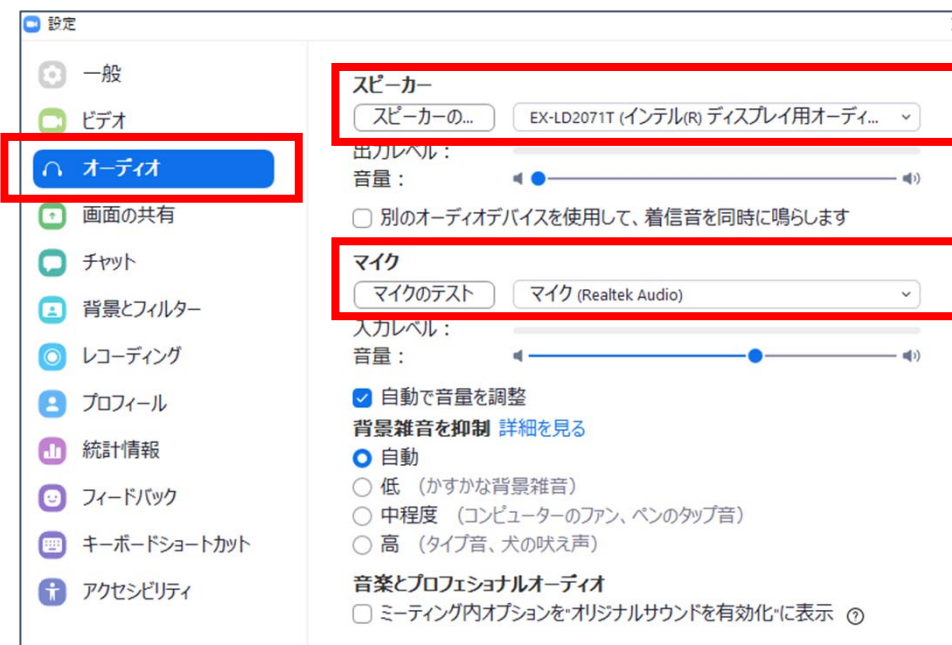 設定
一般
ビデオ
オーディオ
画面の共有
チャット
背景とフィルター
レコーディング
プロフィール
統計情報
フィードバック
キーボードショートカット
アクセシビリティ
スピーカー
スピーカーの... EX-LD2071T (インテル(R) ディスプレイ用オーディ...
出力レベル：
音量：
別のオーディオデバイスを使用して、着信音を同時に鳴らします
マイク
マイクのテスト マイク (Realtek Audio)
入力レベル：
音量：
自動で音量を調整
背景雑音を抑制 詳細を見る
自動
低 (かすかな背景雑音)
中程度 (コンピューターのファン、ペンのタップ音)
高 (タイプ音、犬の吠え声)
音楽とプロフェショナルオーディオ
ミーティング内オプションを"オリジナルサウンドを有効化"に表示 ?